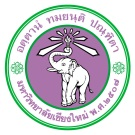 อตฺตานํ ทมยนฺติ ปณฺฑิตา
มหาวิทยาลัยเชียงใหม่ พ.ศ.๒๕๐๗